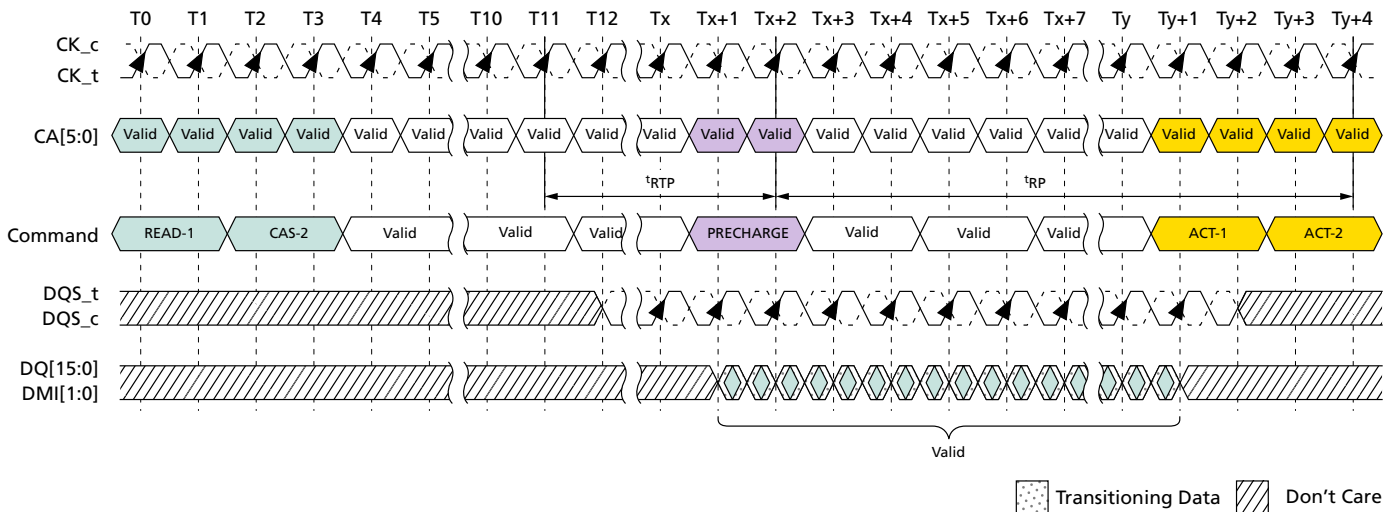 T0 T1 T2 T3 T4 T5 T10 T11 T12 Tx Tx+1 Tx+2 Tx+3 Tx+4 Tx+5 Tx+6 Tx+7 Ty Ty+1 Ty+2 Ty+3 Ty+4
CK_c
CK_t
CA[5:0] Valid Valid Valid Valid Valid Valid Valid Valid Valid Valid Valid Valid Valid Valid Valid Valid Valid Valid Valid Valid Valid Valid
tRTP tRP
Command READ-1 CAS-2 Valid Valid Valid PRECHARGE Valid Valid Valid ACT-1 ACT-2
DQS_t
DQS_c
DQ[15:0]
DMI[1:0]
Valid
Transitioning Data Don't Care